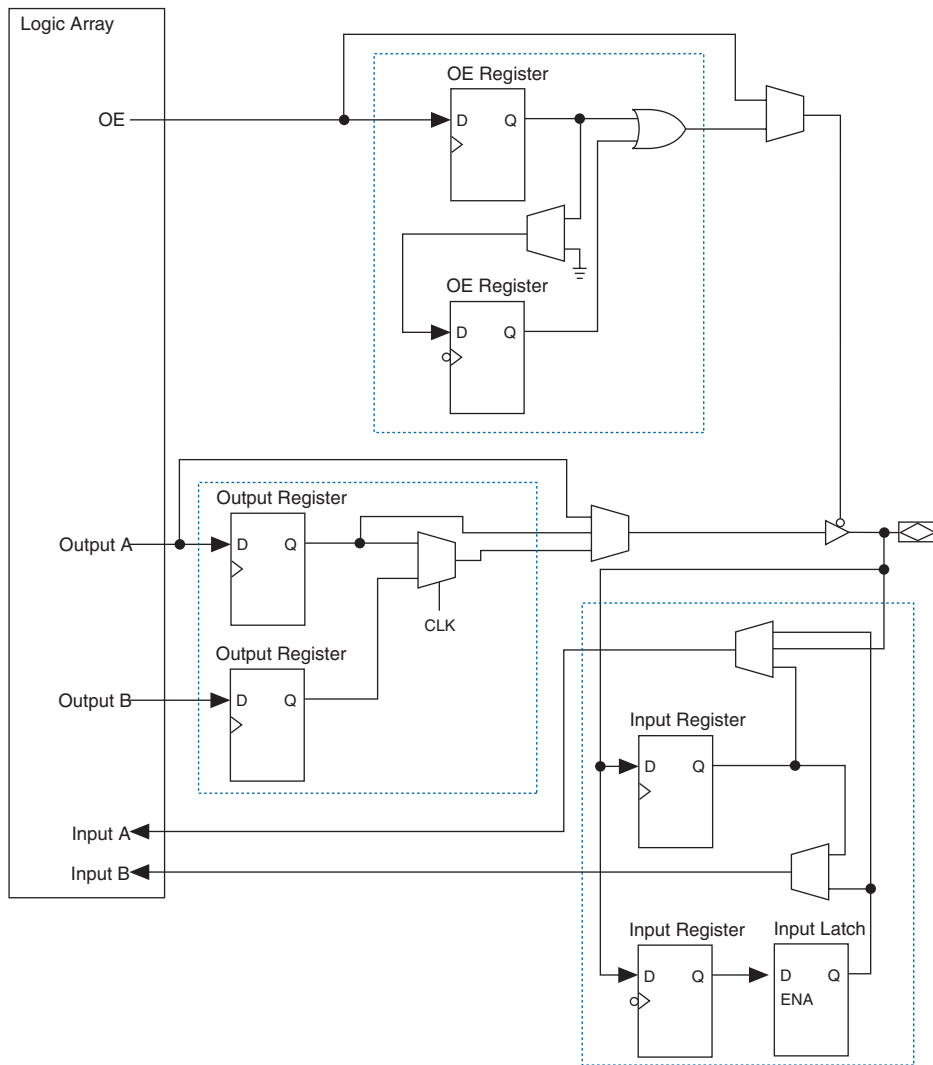 Logic Array
OE
OE Register
D Q
OE Register
D Q
Output Register
Output A
D Q
CLK
Output Register
Output B
D Q
Input Register
D Q
Input A
Input B
Input Register
Input Latch
D Q
D Q
ENA